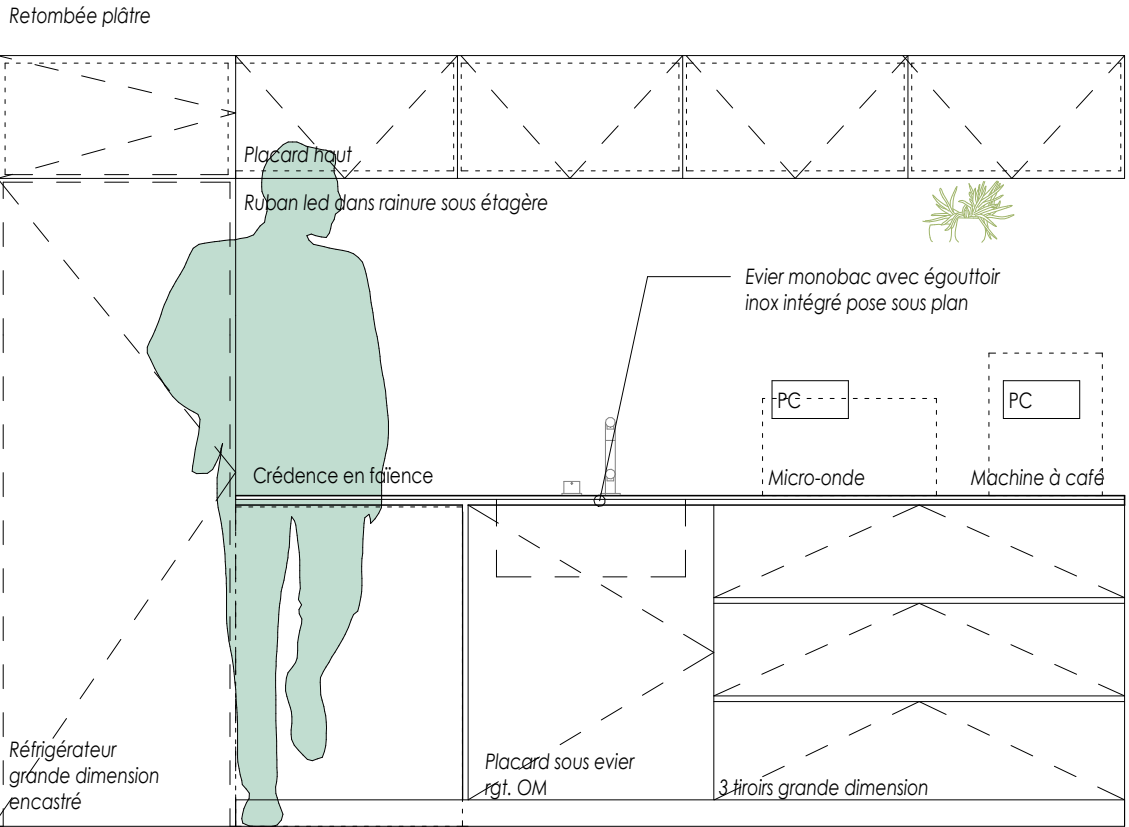 Retombée plâtre
Placard haut
Ruban led dans rainure sous étagère
Evier monobac avec égouttoir
inox intégré pose sous plan
PC
PC
Crédence en faïence
Micro-onde
Machine à café
Réfrigérateur
grande dimension
encastré
Placard sous evier
rgt. OM
3 tiroirs grande dimension